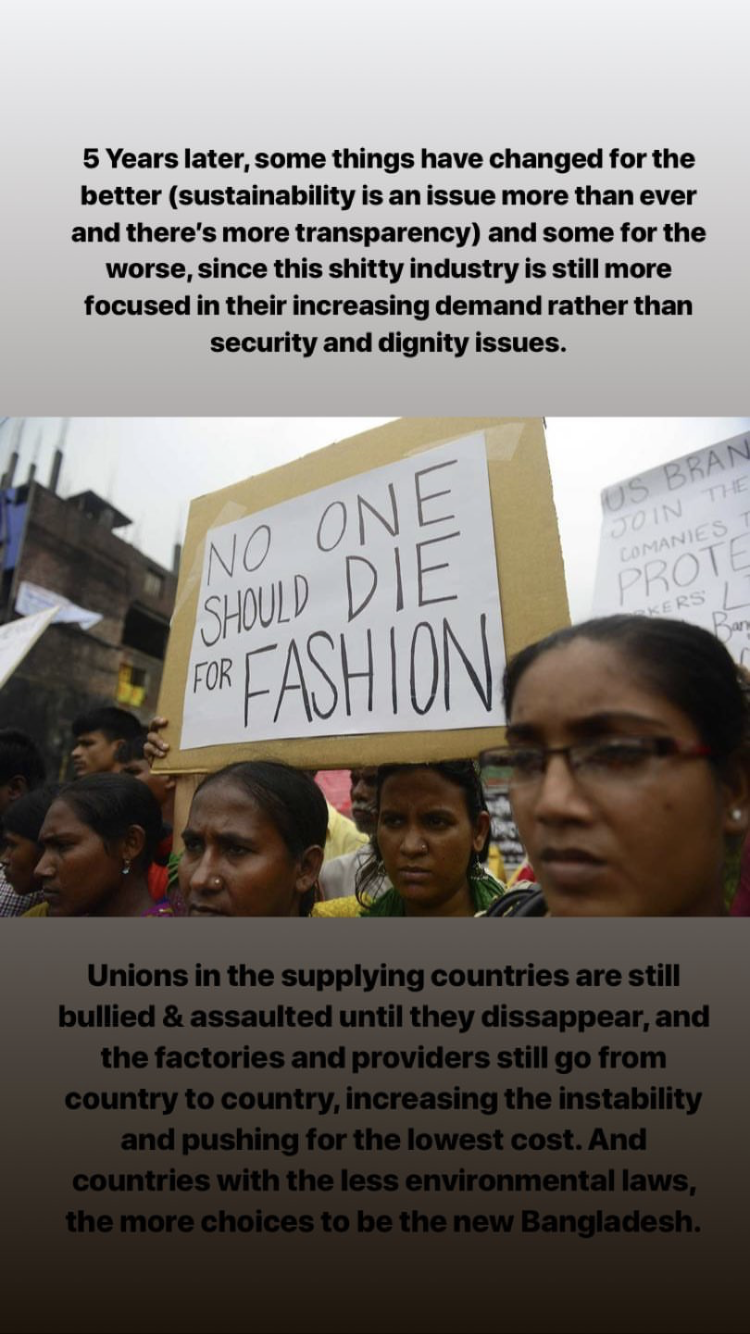 5 Years later, some things have changed for the
better (sustainability is an issue more than ever
and there's more transparency) and some for the
worse, since this shitty industry is still more
focused in their increasing demand rather than
security and dignity issues.
NO ONE
SHOULD DIE
FOR FASHION
US BRAN
JOIN THE
COMANIES
PROTE
RKERS'
Ban
Unions in the supplying countries are still
bullied & assaulted until they dissappear, and
the factories and providers still go from
country to country, increasing the instability
and pushing for the lowest cost. And
countries with the less environmental laws,
the more choices to be the new Bangladesh.